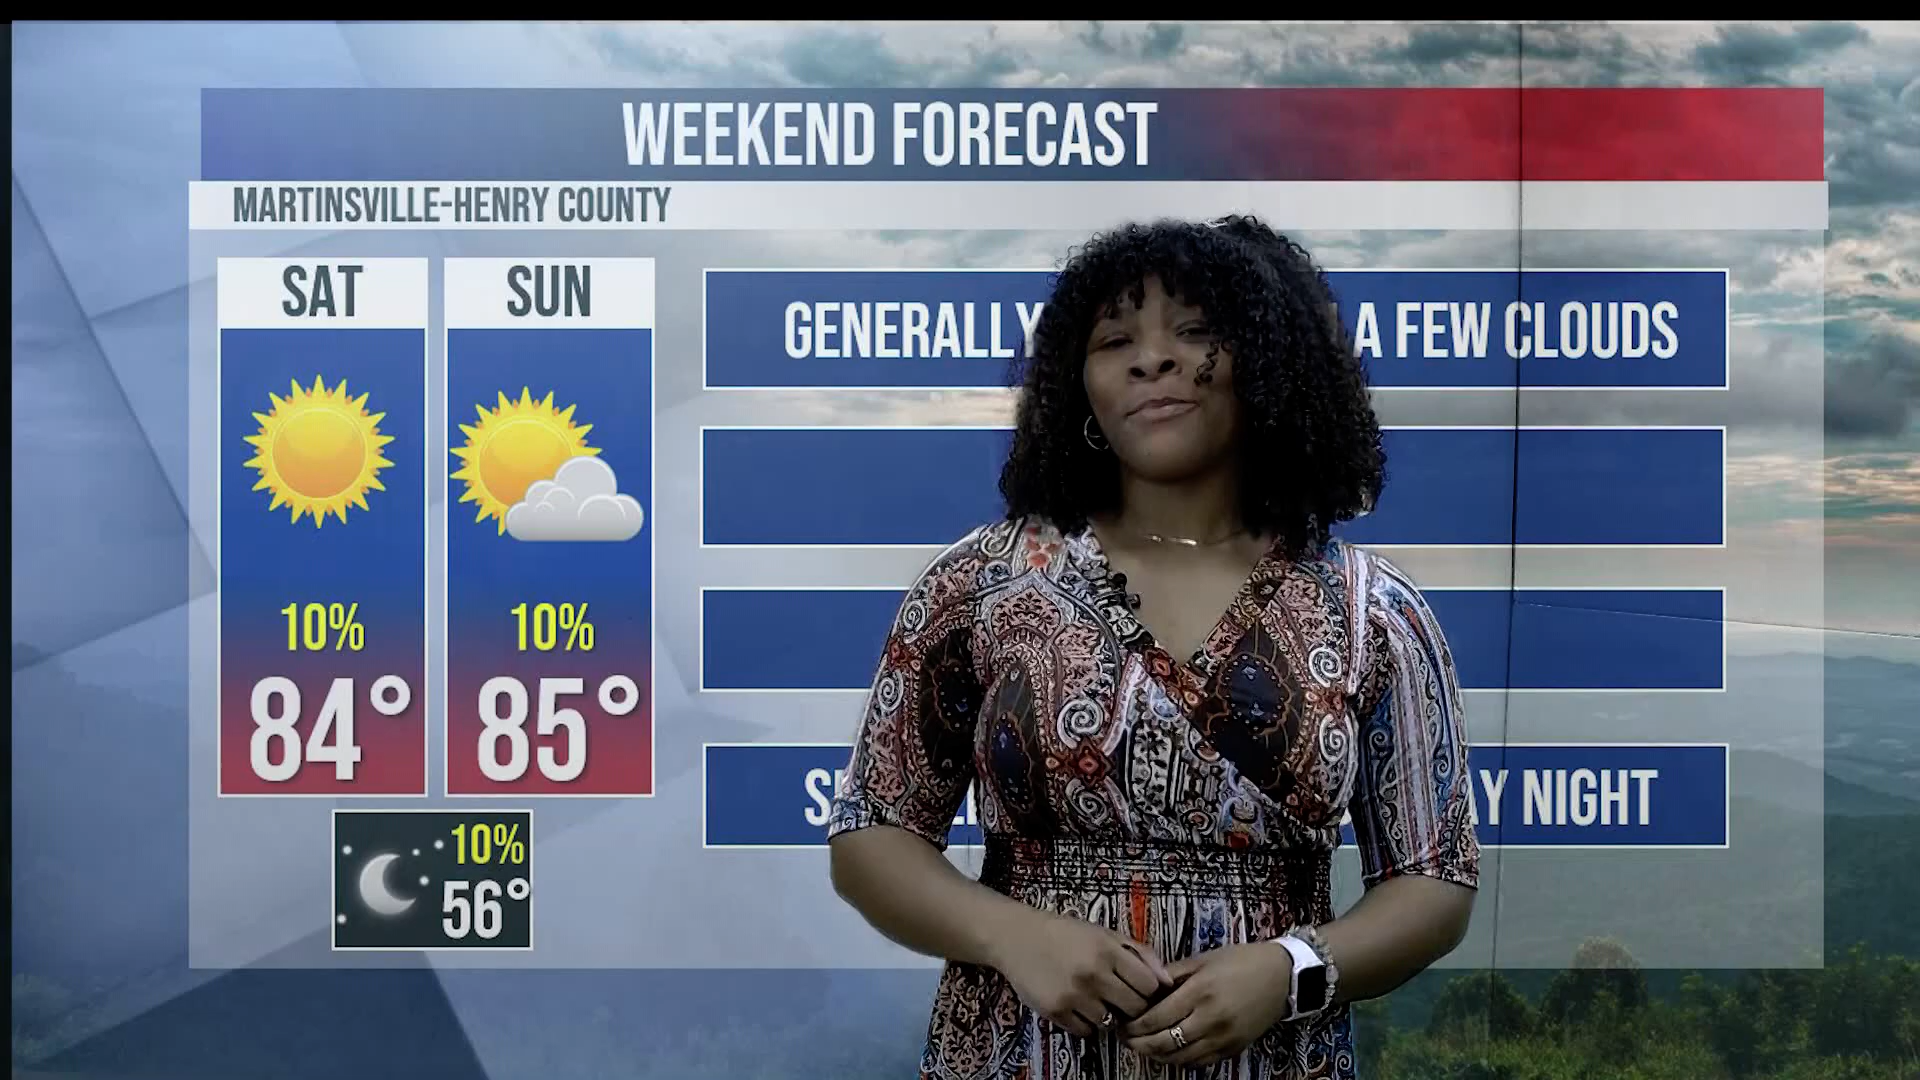 WEEKEND FORECAST
MARTINSVILLE-HENRY COUNTY
SAT
SUN
10%
10%
84°
85°
10%
56°
GENERALLY
A FEW CLOUDS
NIGHT